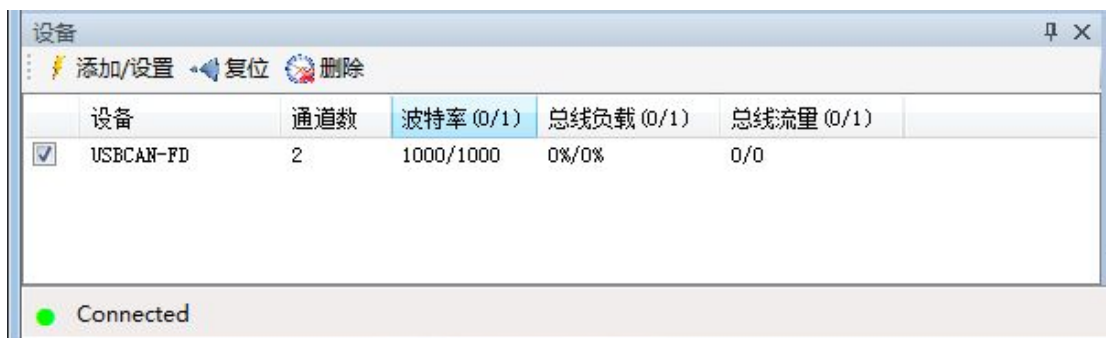 设备
添加/设置 复位 删除
设备 通道数 波特率(0/1) 总线负载(0/1) 总线流量(0/1)
USBCAN-FD 2 1000/1000 0%/0% 0/0
Connected